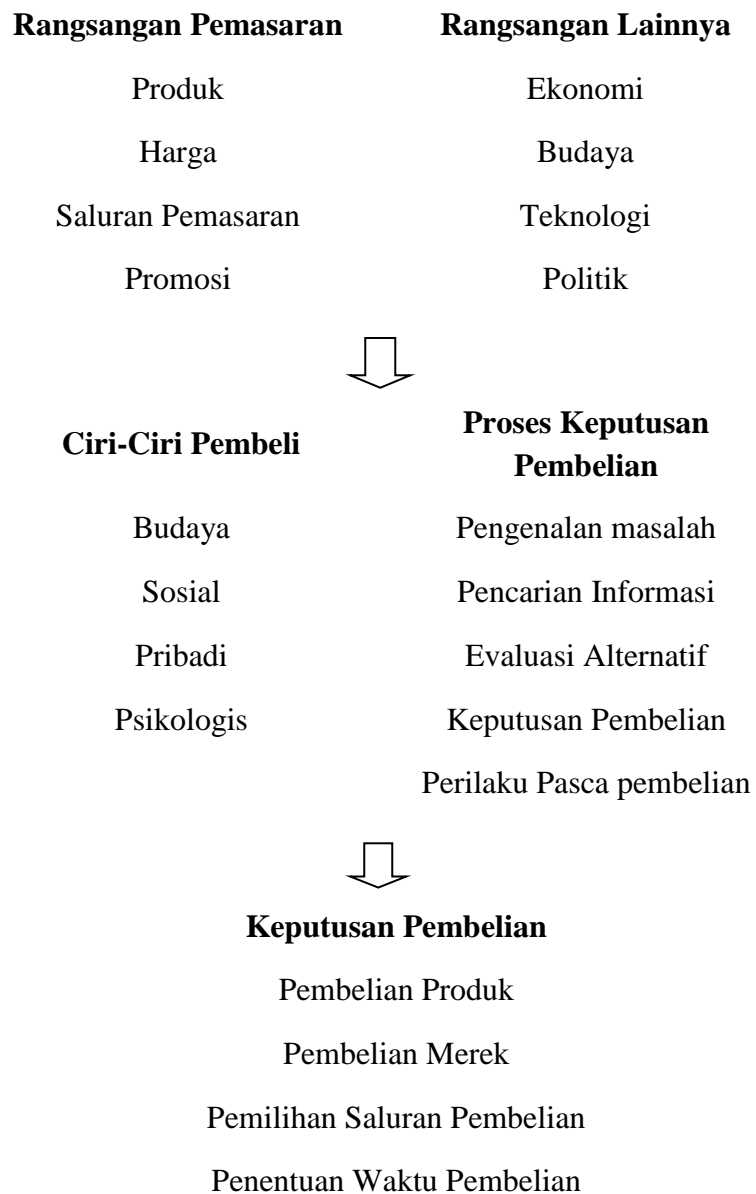 Rangsangan Pemasaran
Produk
Harga
Saluran Pemasaran
Promosi
Rangsangan Lainnya
Ekonomi
Budaya
Teknologi
Politik
Ciri-Ciri Pembeli
Budaya
Sosial
Pribadi
Psikologis
Proses Keputusan
Pembelian
Pengenalan masalah
Pencarian Informasi
Evaluasi Alternatif
Keputusan Pembelian
Perilaku Pasca pembelian
Keputusan Pembelian
Pembelian Produk
Pembelian Merek
Pemilihan Saluran Pembelian
Penentuan Waktu Pembelian